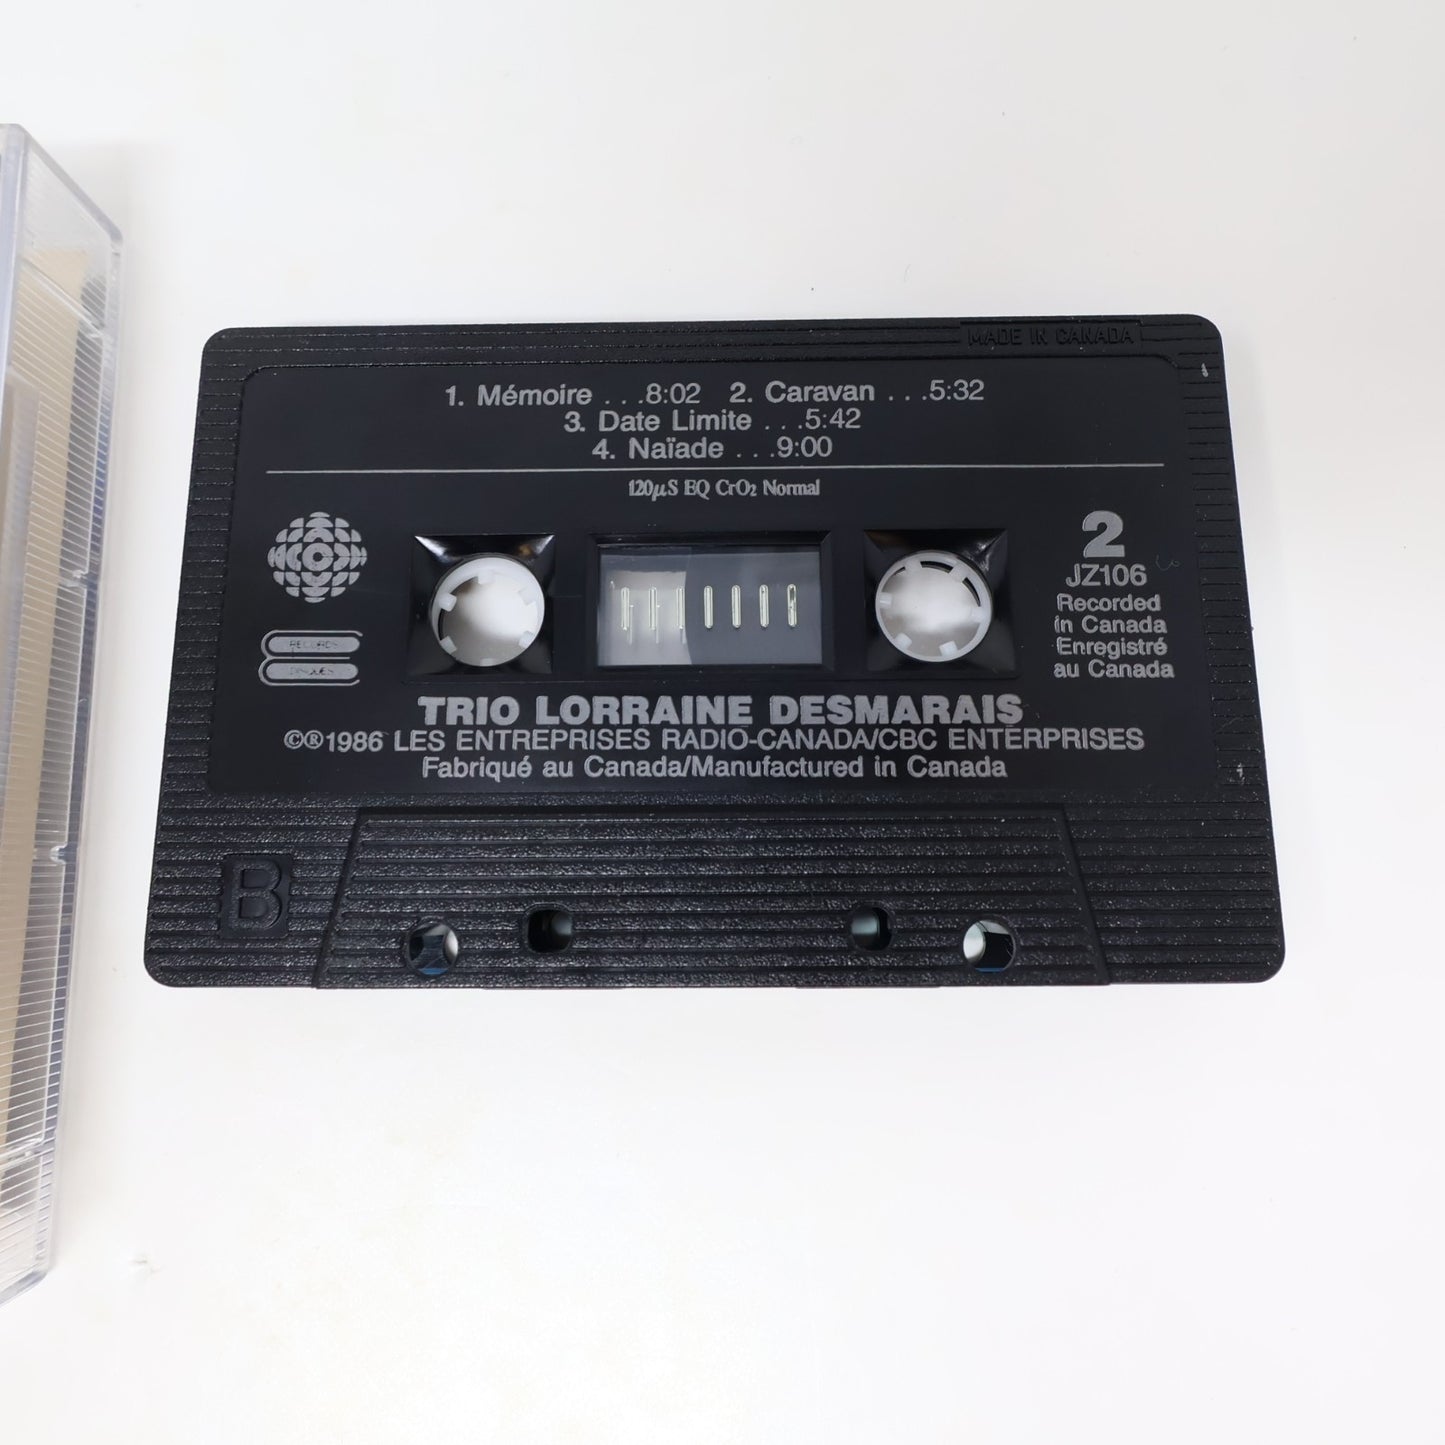 MADE IN CANADA
1. Mémoire . . .8:02 2. Caravan . . .5:32
3. Date Limite . . .5:42
4. Naïade . . .9:00
120µS EQ CrO2 Normal
2
JZ106
Recorded
in Canada
Enregistré
au Canada
RECORDS
DISQUES
TRIO LORRAINE DESMARAIS
©®1986 LES ENTREPRISES RADIO-CANADA/CBC ENTERPRISES
Fabriqué au Canada/Manufactured in Canada
B